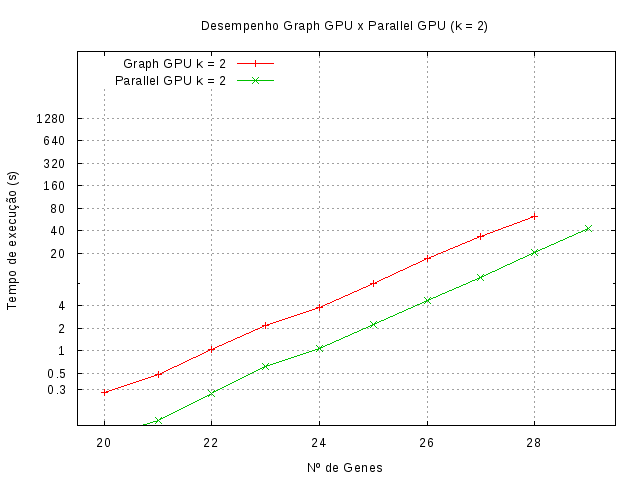 Desempenho Graph GPU x Parallel GPU (k = 2)
Graph GPU k = 2
Parallel GPU k = 2
1280
640
320
160
80
40
20
4
2
1
0.5
0.3
Tempo de execução (s)
20 22 24 26 28
Nº de Genes